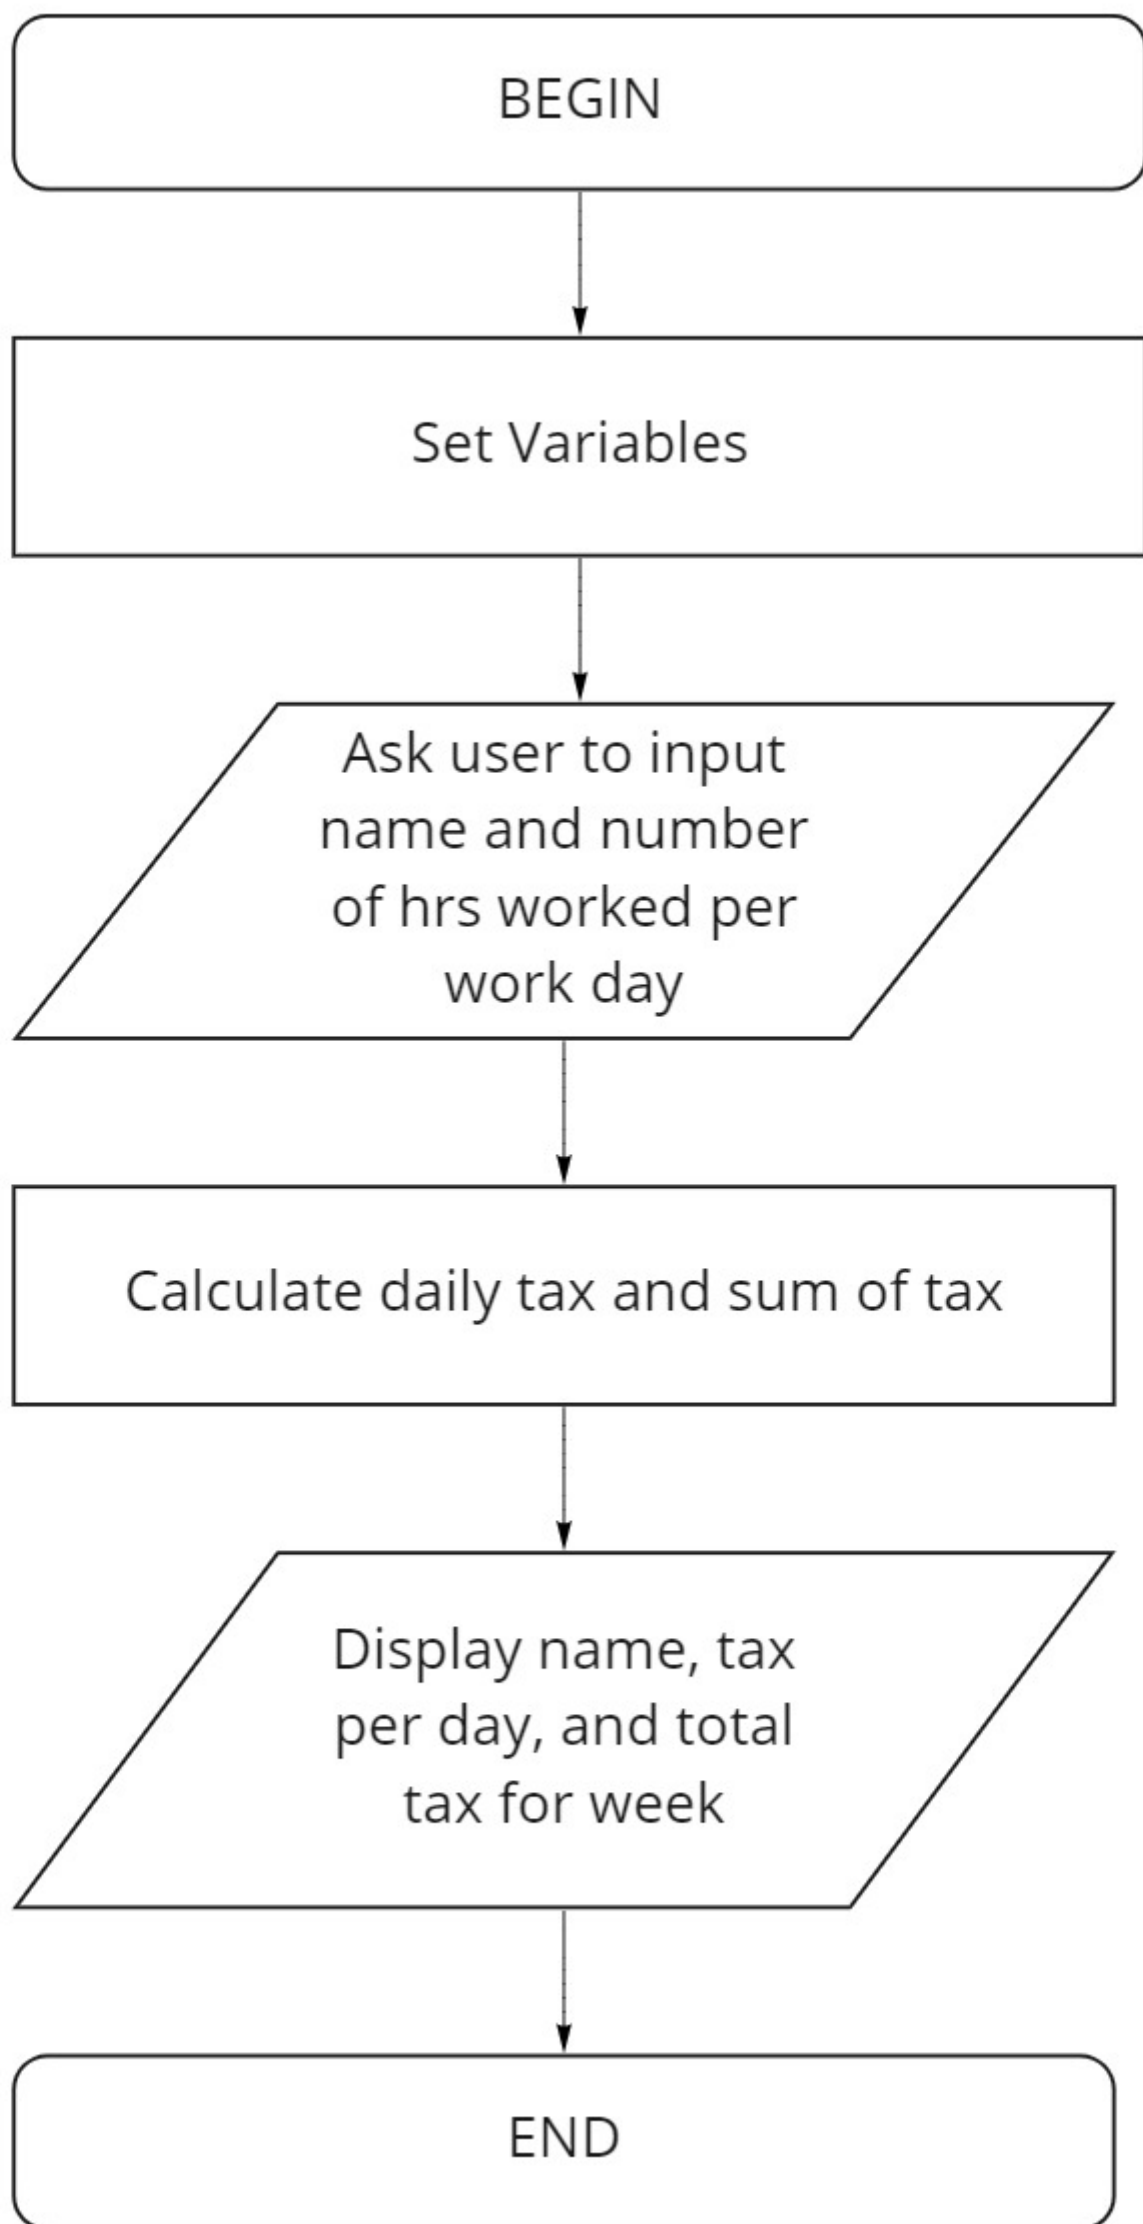 BEGIN
Set Variables
Ask user to input
name and number
of hrs worked per
work day
Calculate daily tax and sum of tax
Display name, tax
per day, and total
tax for week
END